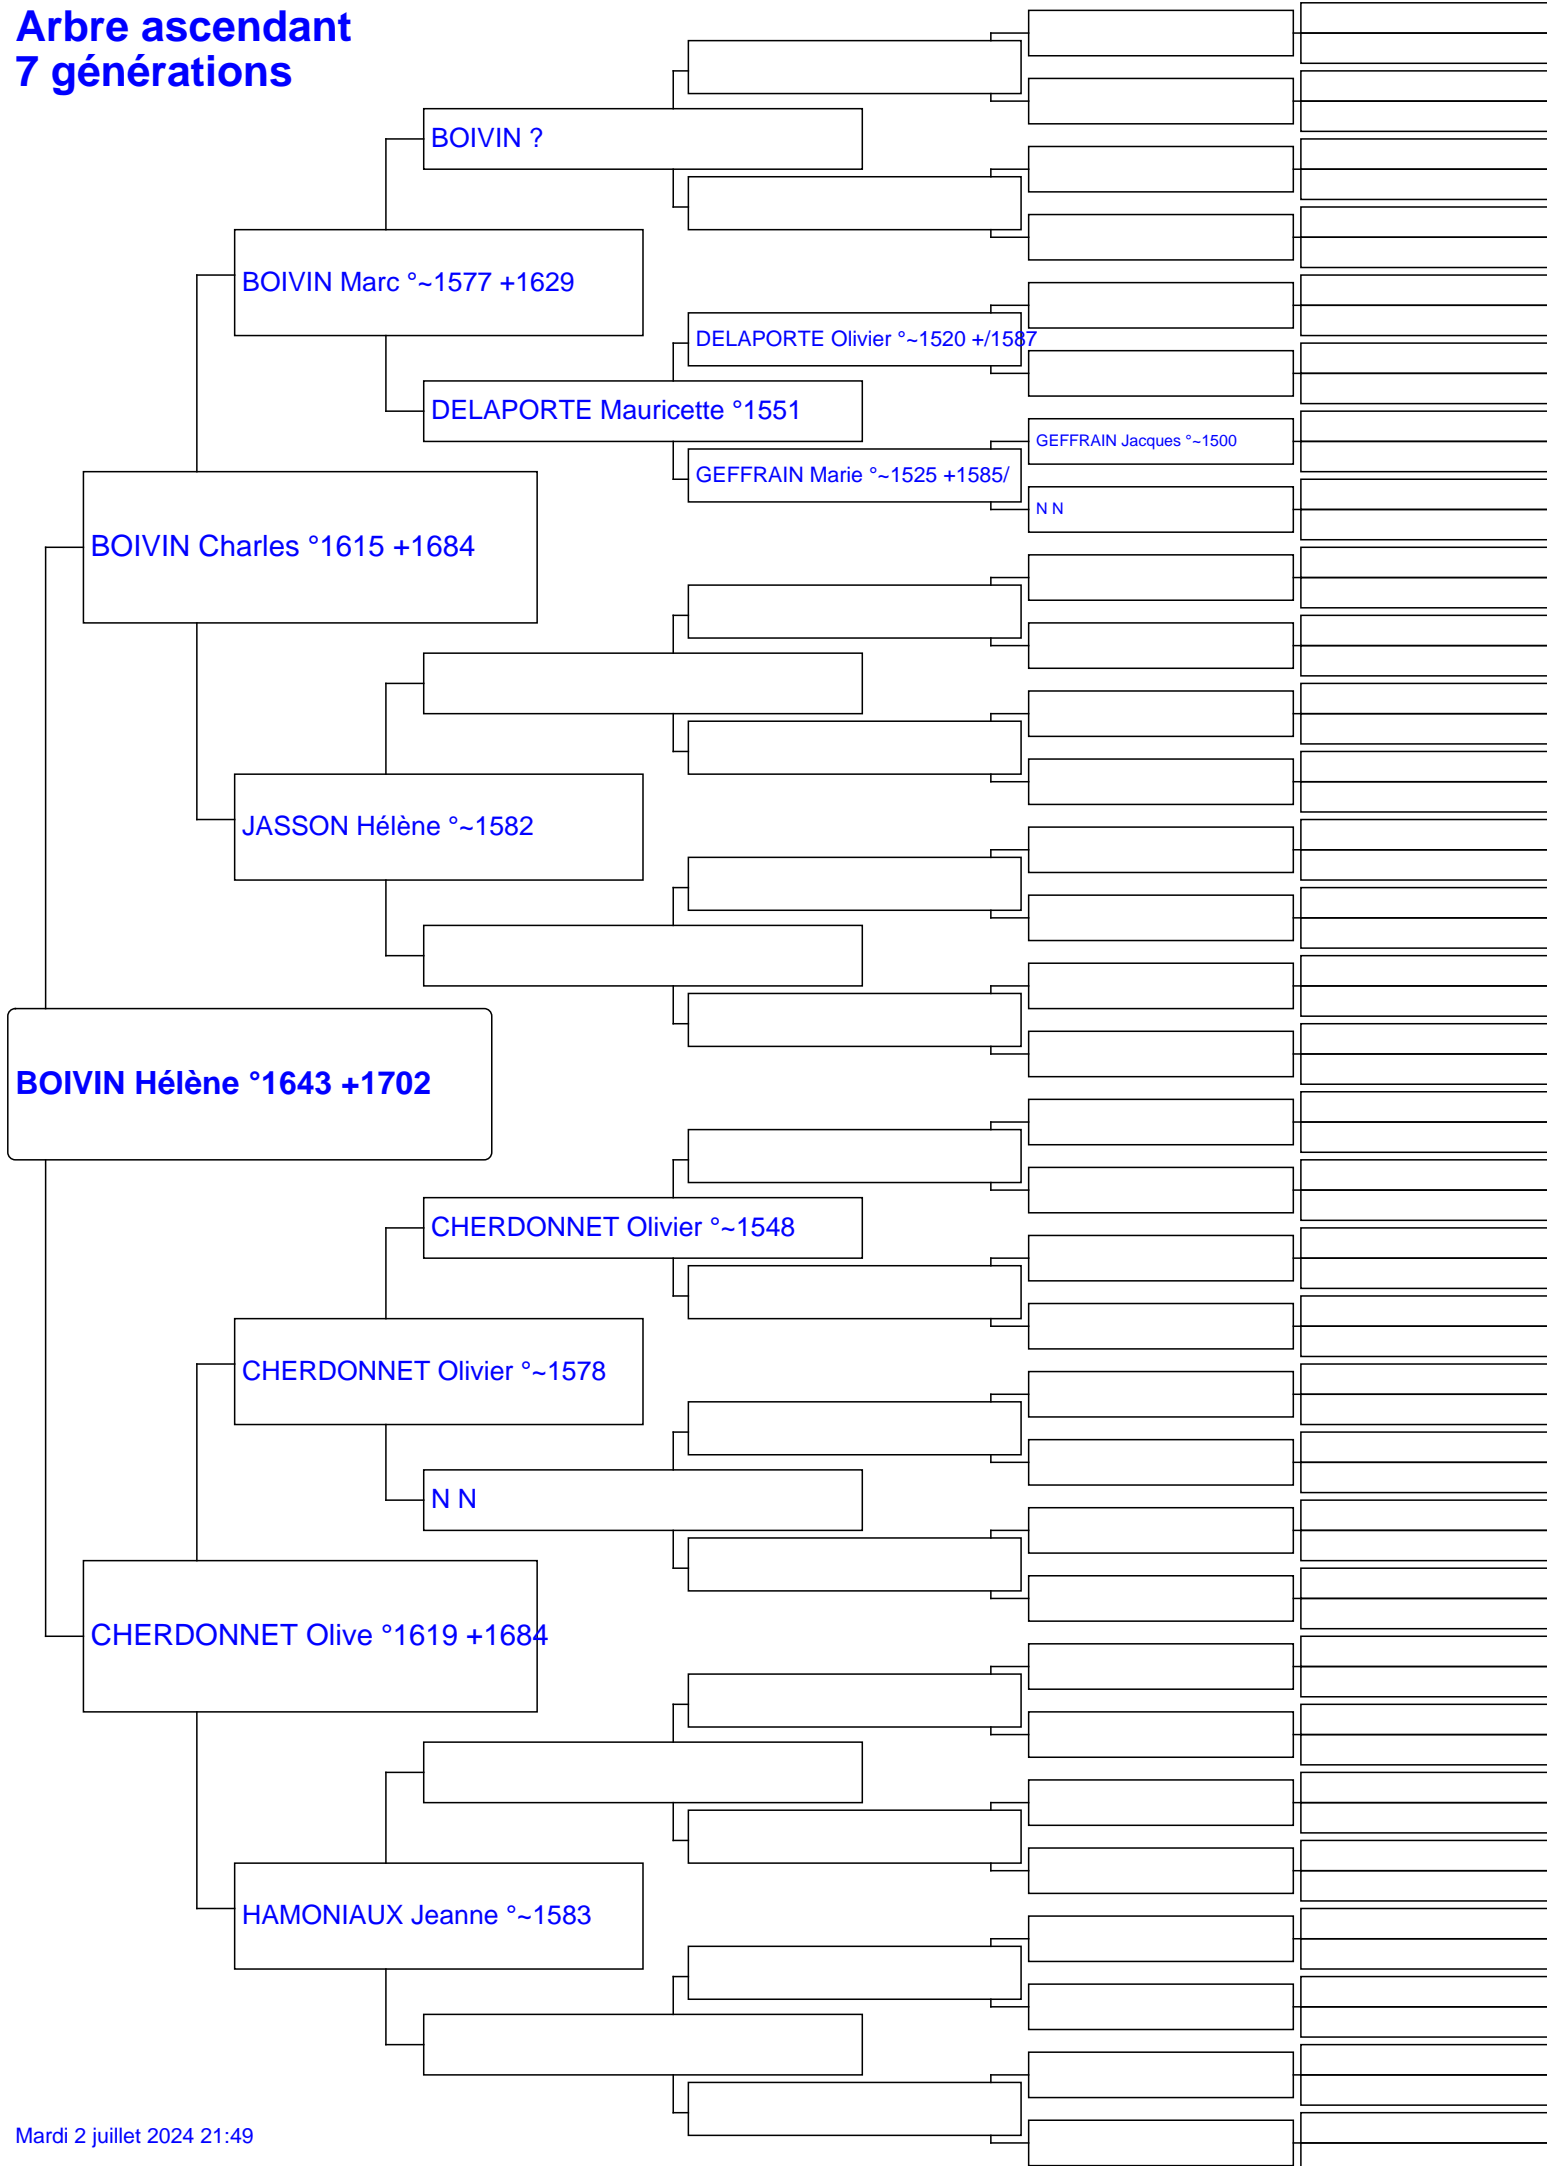 Arbre ascendant
7 générations
BOIVIN ?
BOIVIN Marc °~1577 +1629
DELAPORTE Olivier °~1520 +/1587
DELAPORTE Mauricette °1551
GEFFRAIN Jacques °~1500
GEFFRAIN Marie °~1525 +1585/
N N
BOIVIN Charles °1615 +1684
JASSON Hélène °~1582
BOIVIN Hélène °1643 +1702
CHERDONNET Olivier °~1548
CHERDONNET Olivier °~1578
N N
CHERDONNET Olive °1619 +1684
HAMONIAUX Jeanne °~1583
Mardi 2 juillet 2024 21:49